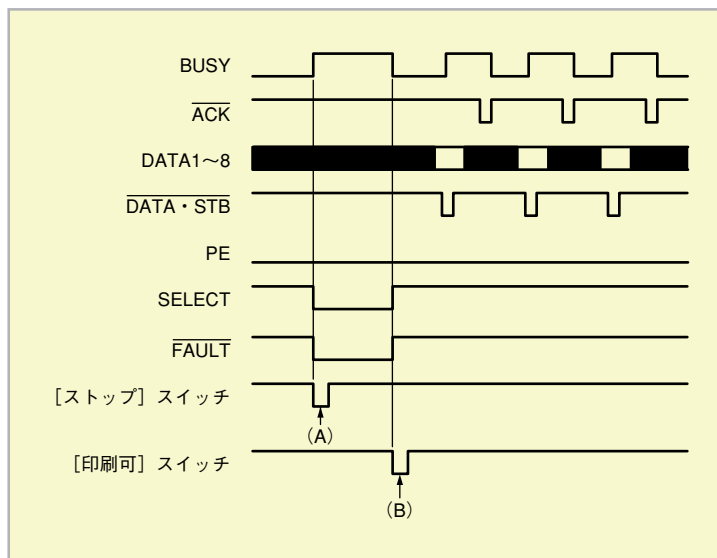 BUSY
ACK
DATA1～8
DATA・STB
PE
SELECT
FAULT
［ストップ］スイッチ
(A)
［印刷可］スイッチ
(B)